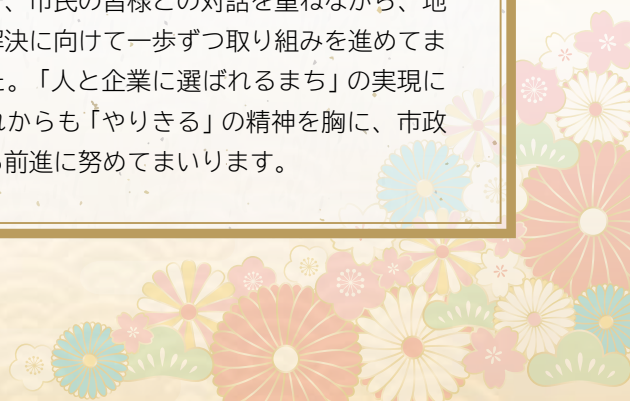 、市民の皆様との対話を重ねながら、地
解決に向けて一歩ずつ取り組みを進めてま
た。「人と企業に選ばれるまち」の実現に
れからも「やりきる」の精神を胸に、市政
る前進に努めてまいります。